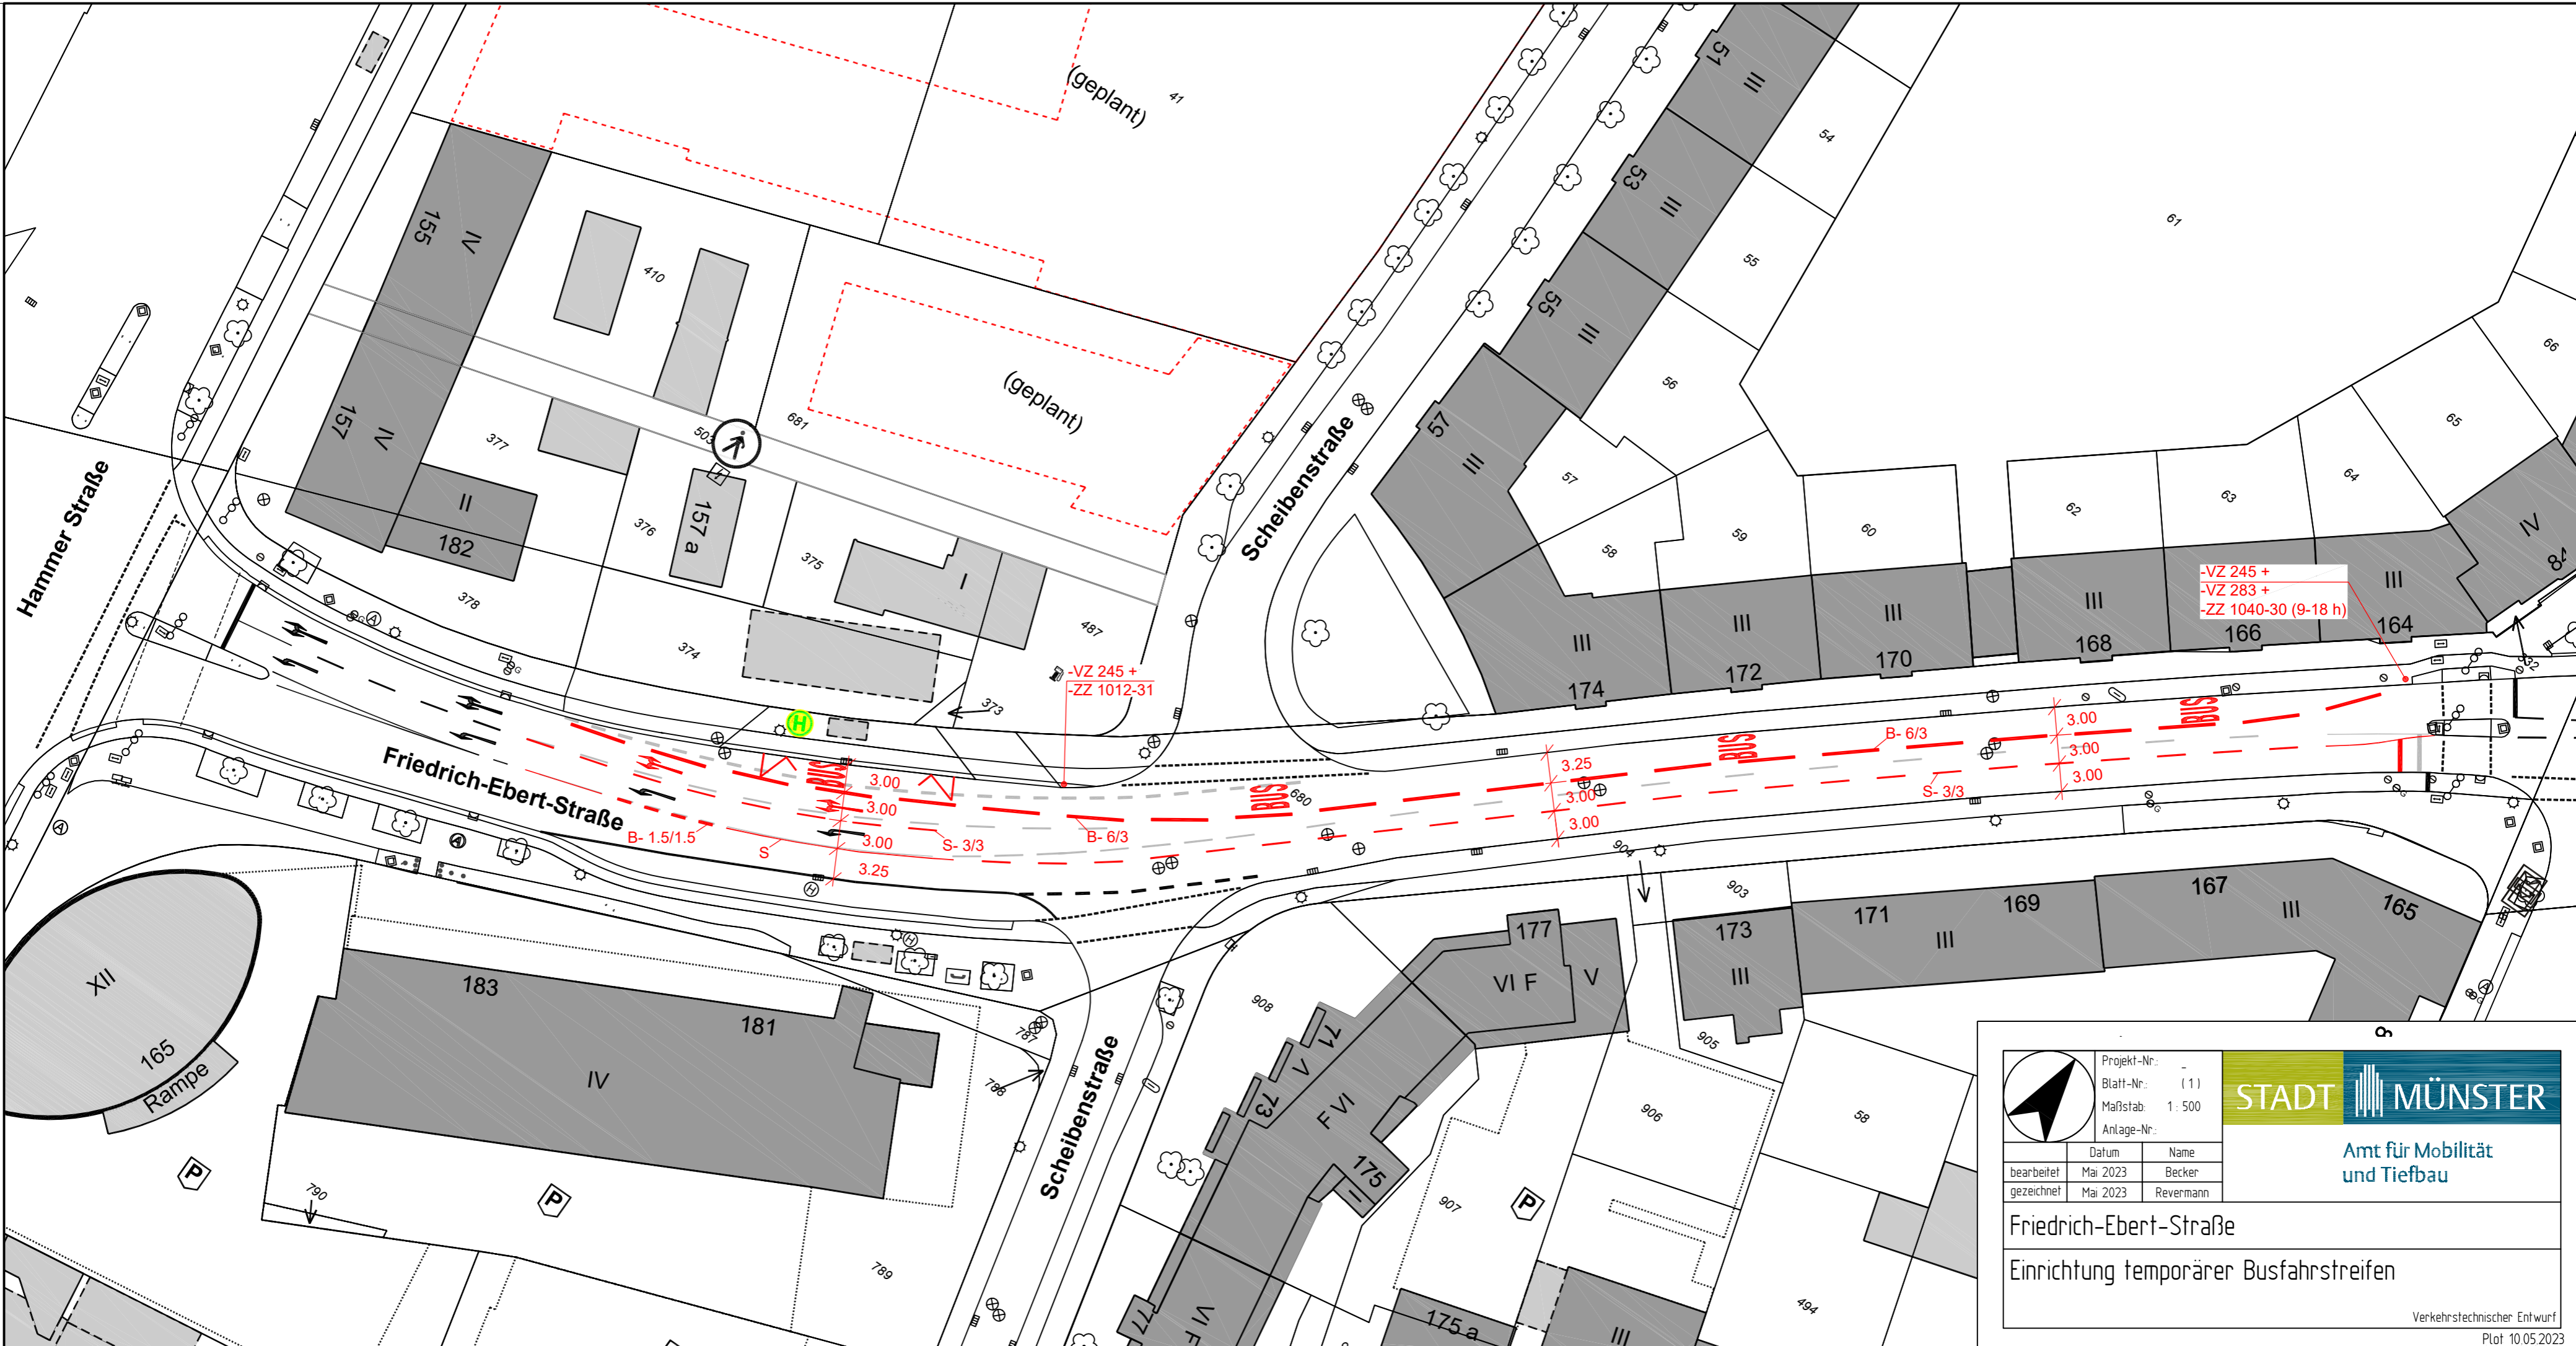 (geplant)
41
51
III
54
53
III
55
55
III
61
155
IV
410
56
66
(geplant)
57
III
65
157
IV
377
503
681
57
64
63
62
60
59
58
Hammer Straße
II
182
376
157 a
375
I
Scheibenstraße
IV
84
-VZ 245 +
-VZ 283 +
-ZZ 1040-30 (9-18 h)
III
164
166
III
168
III
170
III
172
III
174
378
374
487
373
332
-VZ 245 +
-ZZ 1012-31
H
Friedrich-Ebert-Straße
BUS
BUS
BUS
BUS
680
3.00
3.00
3.00
3.25
3.25
3.00
3.00
3.00
3.00
3.00
B- 1.5/1.5
S
S- 3/3
B- 6/3
B- 6/3
S- 3/3
A
A
H
H
A
904
903
177
VI F
V
173
III
171
169
III
167
III
165
XII
165
Rampe
183
181
IV
908
787
788
71
V
73
F VI
175
II
905
906
907
58
P
P
P
790
789
Scheibenstraße
77
VI F
175 a
III
494
Projekt-Nr.: -
Blatt-Nr.: ( 1 )
Maßstab: 1 : 500
Anlage-Nr.:
STADT MÜNSTER
Amt für Mobilität
und Tiefbau
Datum Name
bearbeitet Mai 2023 Becker
gezeichnet Mai 2023 Revermann
Friedrich-Ebert-Straße
Einrichtung temporärer Busfahrstreifen
Verkehrstechnischer Entwurf
Plot 10.05.2023